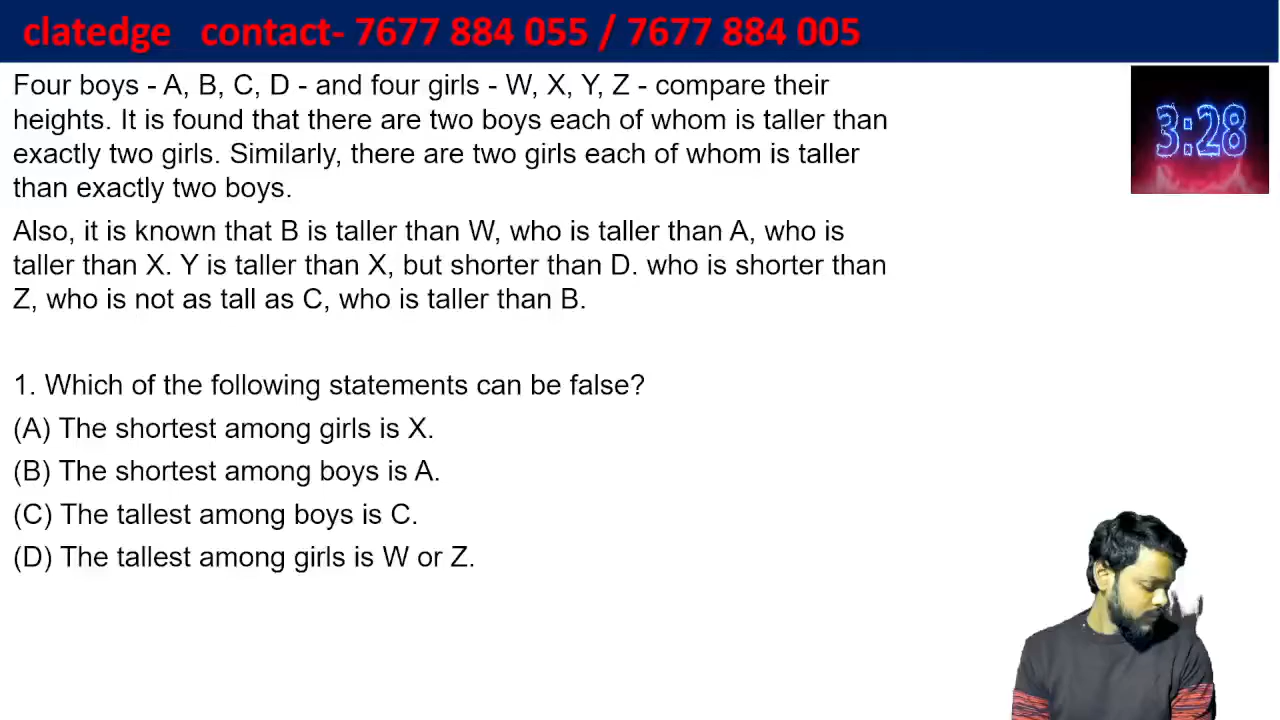 clatedge contact- 7677 884 055 / 7677 884 005
Four boys - A, B, C, D - and four girls - W, X, Y, Z - compare their
heights. It is found that there are two boys each of whom is taller than
exactly two girls. Similarly, there are two girls each of whom is taller
than exactly two boys.
Also, it is known that B is taller than W, who is taller than A, who is
taller than X. Y is taller than X, but shorter than D. who is shorter than
Z, who is not as tall as C, who is taller than B.
3:28
1. Which of the following statements can be false?
(A) The shortest among girls is X.
(B) The shortest among boys is A.
(C) The tallest among boys is C.
(D) The tallest among girls is W or Z.